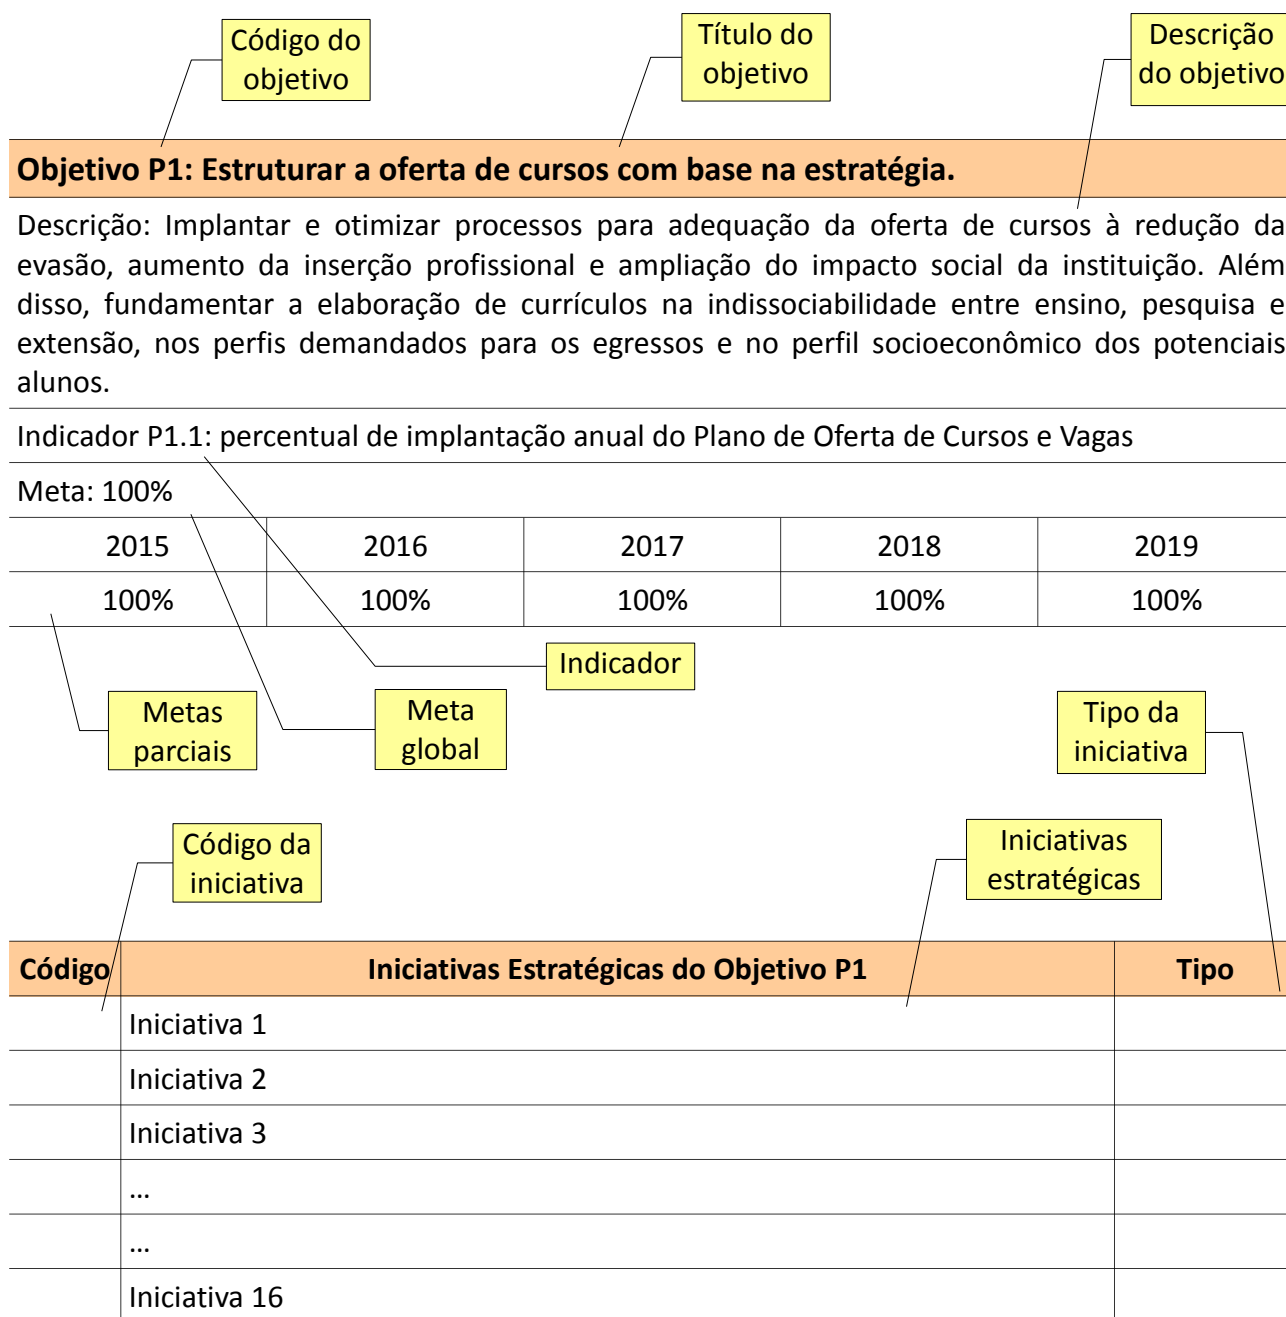 Código do
objetivo
Título do
objetivo
Descrição
do objetivo
Objetivo P1: Estruturar a oferta de cursos com base na estratégia.
Descrição: Implantar e otimizar processos para adequação da oferta de cursos à redução da
evasão, aumento da inserção profissional e ampliação do impacto social da instituição. Além
disso, fundamentar a elaboração de currículos na indissociabilidade entre ensino, pesquisa e
extensão, nos perfis demandados para os egressos e no perfil socioeconômico dos potenciais
alunos.
Indicador P1.1: percentual de implantação anual do Plano de Oferta de Cursos e Vagas
Meta: 100%
2015 2016 2017 2018 2019
100% 100% 100% 100% 100%
Indicador
Metas
parciais
Meta
global
Tipo da
iniciativa
Código da
iniciativa
Iniciativas
estratégicas
Código Iniciativas Estratégicas do Objetivo P1 Tipo
Iniciativa 1
Iniciativa 2
Iniciativa 3
...
...
Iniciativa 16